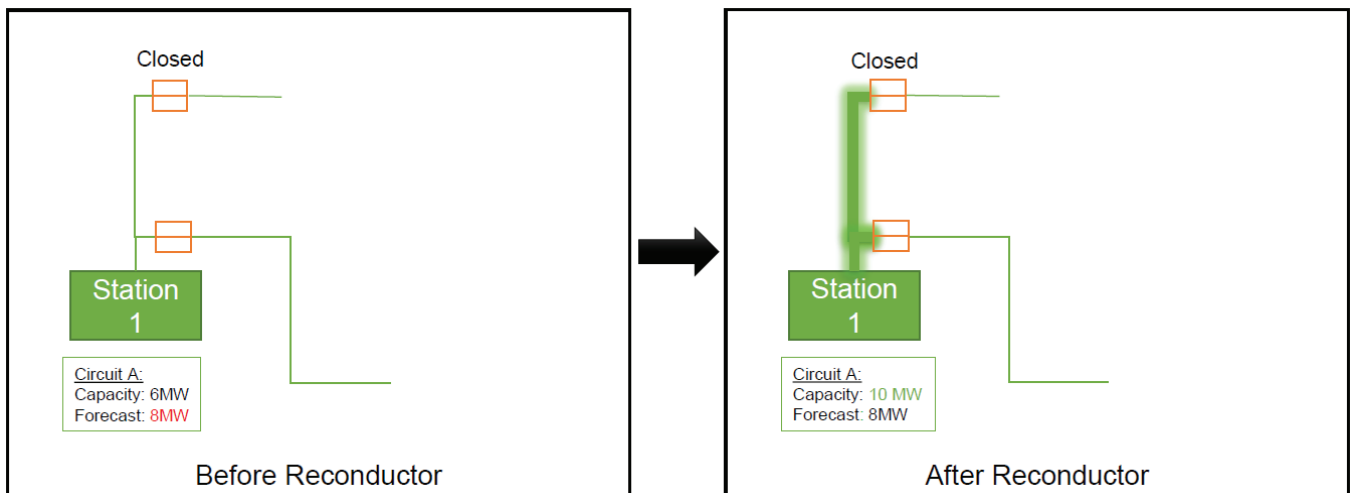 Closed
Station
1
Circuit A:
Capacity: 6MW
Forecast: 8MW
Before Reconductor
Closed
Station
1
Circuit A:
Capacity: 10 MW
Forecast: 8MW
After Reconductor